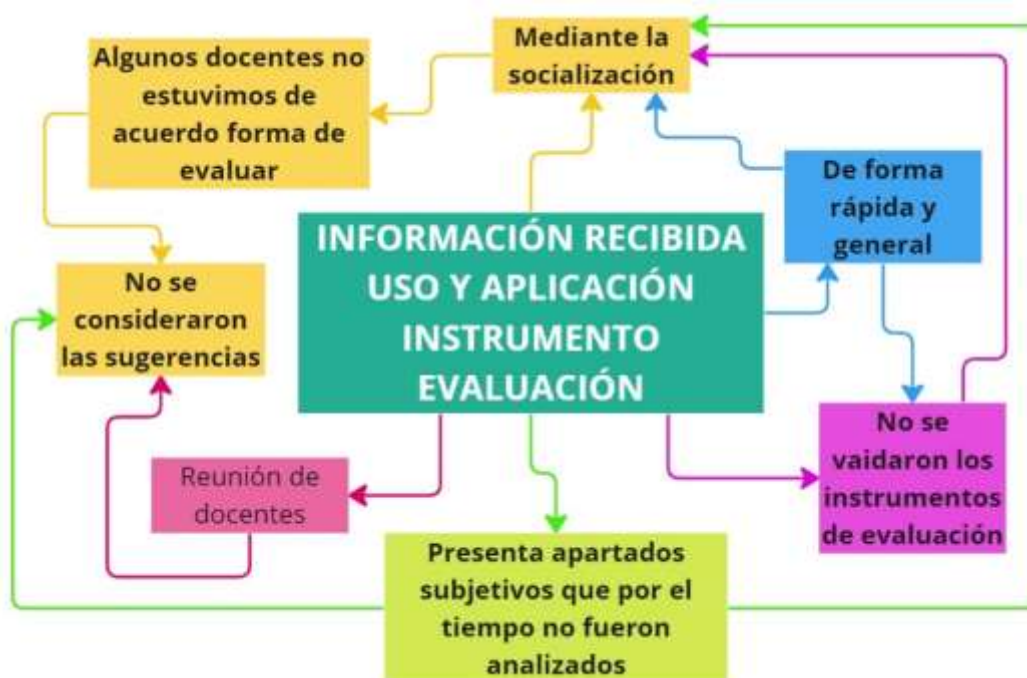 Mediante la
socialización
Algunos docentes no
estuvimos de
acuerdo forma de
evaluar
De forma
rápida y
general
INFORMACIÓN RECIBIDA
USO Y APLICACIÓN
INSTRUMENTO
EVALUACIÓN
No se
consideraron
las sugerencias
No se
vaidaron los
instrumentos
de evaluación
Reunión de
docentes
Presenta apartados
subjetivos que por el
tiempo no fueron
analizados